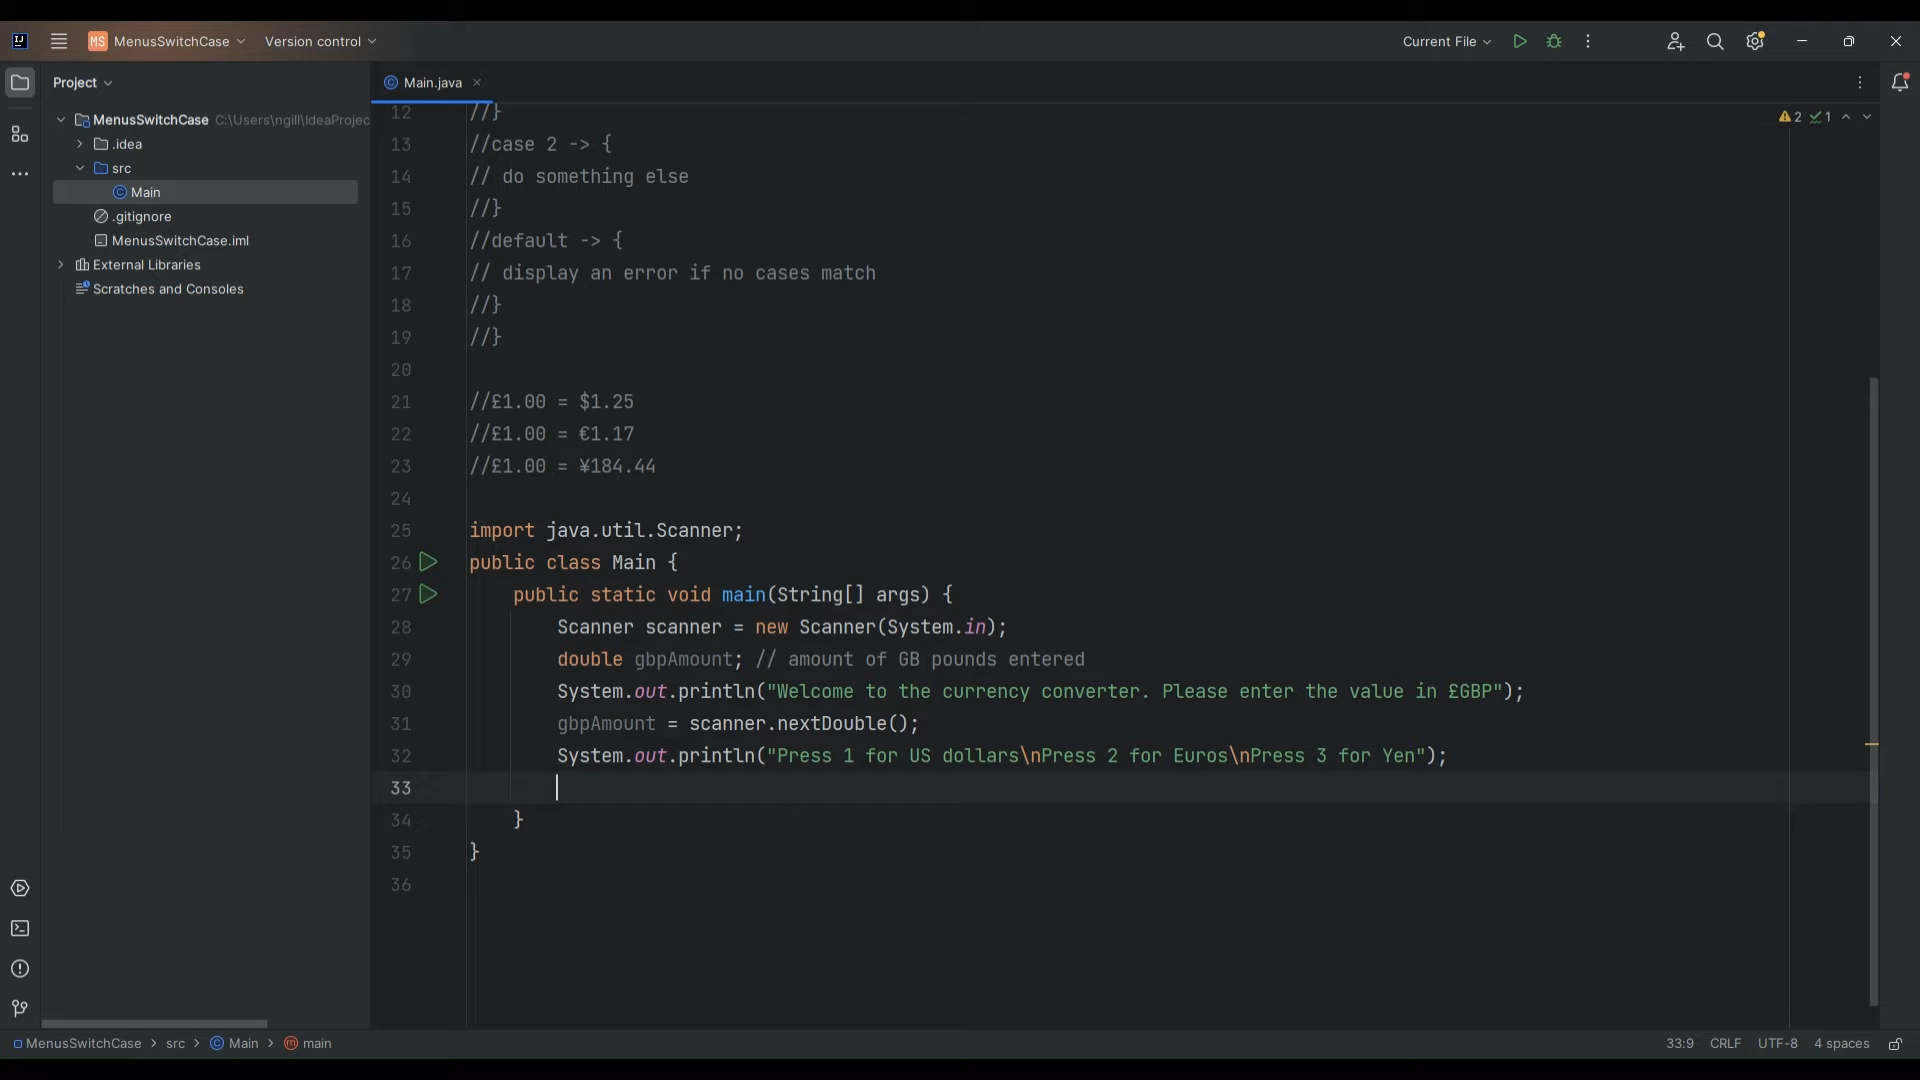 MS MenusSwitchCase Version control Current File
Project Main.java
MenusSwitchCase C:\Users\ngill\IdeaProjec
.idea
src
Main
.gitignore
MenusSwitchCase.iml
External Libraries
Scratches and Consoles
2 1
12 //}
13 //case 2 -> {
14 // do something else
15 //}
16 //default -> {
17 // display an error if no cases match
18 //}
19 //}
20
21 //£1.00 = $1.25
22 //£1.00 = €1.17
23 //£1.00 = ¥184.44
24
25 import java.util.Scanner;
26 public class Main {
27 public static void main(String[] args) {
28 Scanner scanner = new Scanner(System.in);
29 double gbpAmount; // amount of GB pounds entered
30 System.out.println("Welcome to the currency converter. Please enter the value in £GBP");
31 gbpAmount = scanner.nextDouble();
32 System.out.println("Press 1 for US dollars\nPress 2 for Euros\nPress 3 for Yen");
33
34 }
35 }
36
MenusSwitchCase > src > Main > main 33:9 CRLF UTF-8 4 spaces